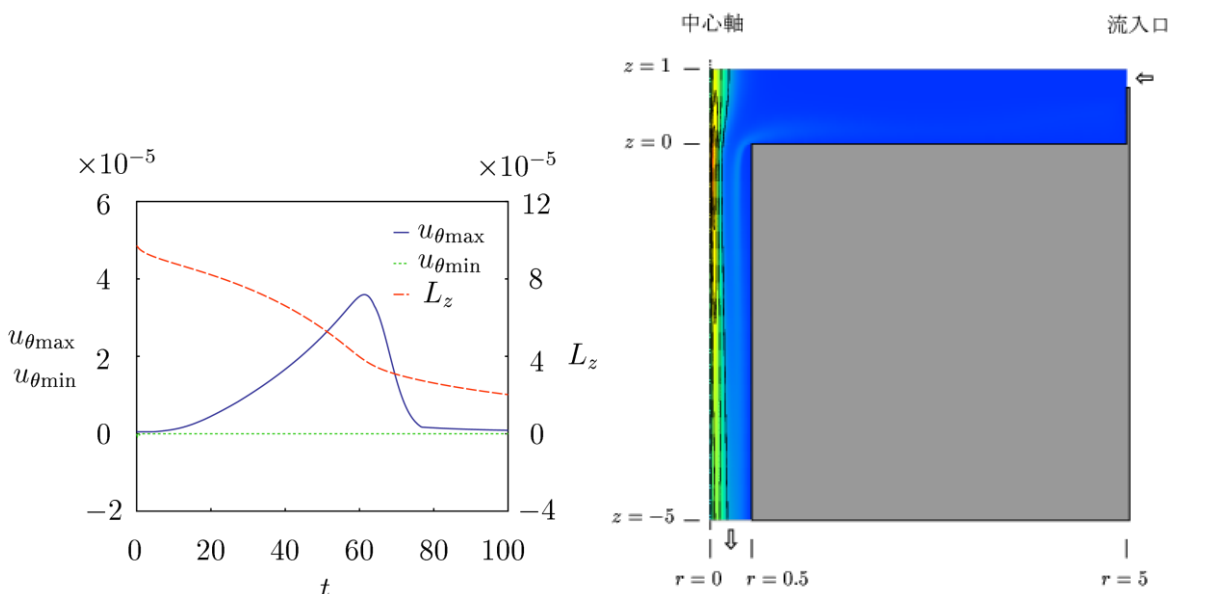 ×10⁻⁵
×10⁻⁵
6
4
2
0
−2
12
8
4
0
−4
u_θmax
u_θmin
L_z
u_θmax
u_θmin
L_z
0 20 40 60 80 100
t
中心軸
流入口
z = 1
⇐
z = 0
z = −5
⇩
r = 0
r = 0.5
r = 5